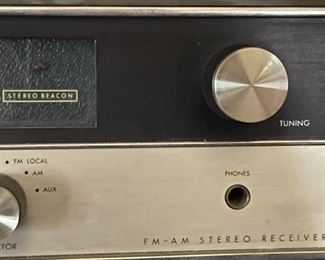 STEREO BEACON
TUNING
FM LOCAL
AM
AUX
PHONES
FM-AM STEREO RECEIVER